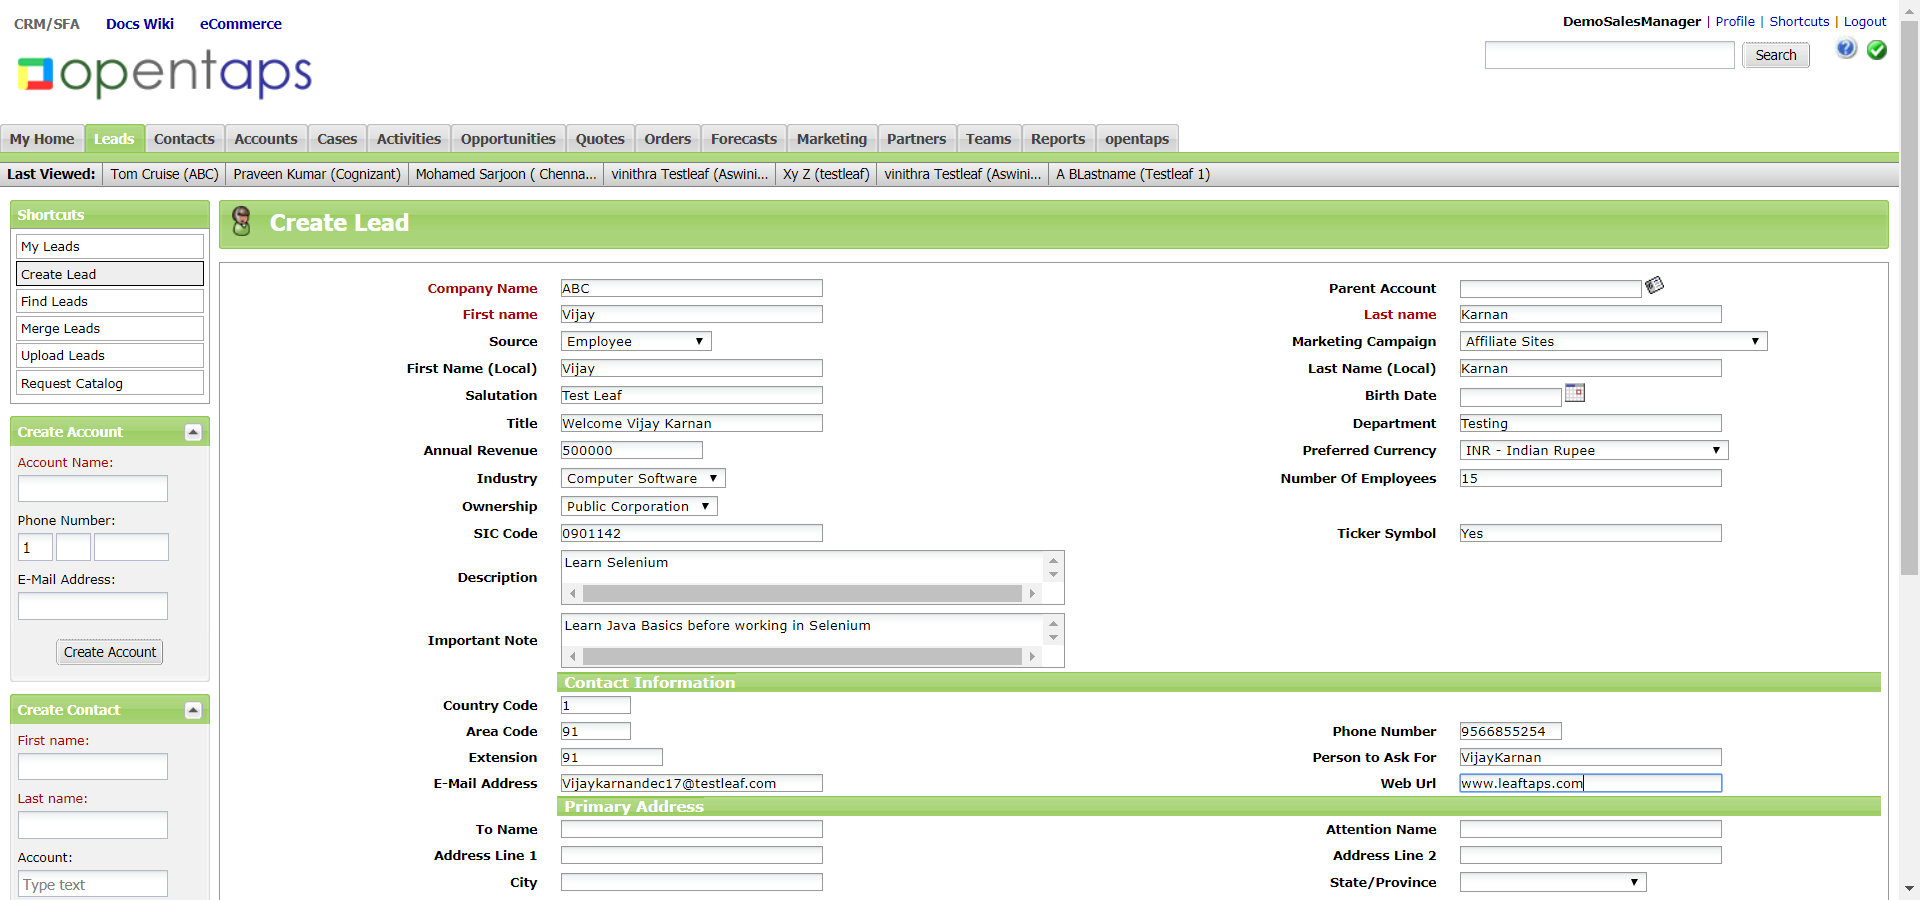 CRM/SFA Docs Wiki eCommerce
DemoSalesManager | Profile | Shortcuts | Logout
opentaps
Search
My Home Leads Contacts Accounts Cases Activities Opportunities Quotes Orders Forecasts Marketing Partners Teams Reports opentaps
Last Viewed: Tom Cruise (ABC) Praveen Kumar (Cognizant) Mohamed Sarjoon ( Chenna... vinithra Testleaf (Aswini... Xy Z (testleaf) vinithra Testleaf (Aswini... A BLastname (Testleaf 1)
Shortcuts
My Leads
Create Lead
Find Leads
Merge Leads
Upload Leads
Request Catalog
Create Account
Account Name:
Phone Number:
1
E-Mail Address:
Create Account
Create Contact
First name:
Last name:
Account:
Type text
Create Lead
Company Name ABC Parent Account
First name Vijay Last name Karnan
Source Employee Marketing Campaign Affiliate Sites
First Name (Local) Vijay Last Name (Local) Karnan
Salutation Test Leaf Birth Date
Title Welcome Vijay Karnan Department Testing
Annual Revenue 500000 Preferred Currency INR - Indian Rupee
Industry Computer Software Number Of Employees 15
Ownership Public Corporation
SIC Code 0901142 Ticker Symbol Yes
Description Learn Selenium
Important Note Learn Java Basics before working in Selenium
Contact Information
Country Code 1
Area Code 91 Phone Number 9566855254
Extension 91 Person to Ask For VijayKarnan
E-Mail Address Vijaykarnandec17@testleaf.com Web Url www.leaftaps.com
Primary Address
To Name Attention Name
Address Line 1 Address Line 2
City State/Province